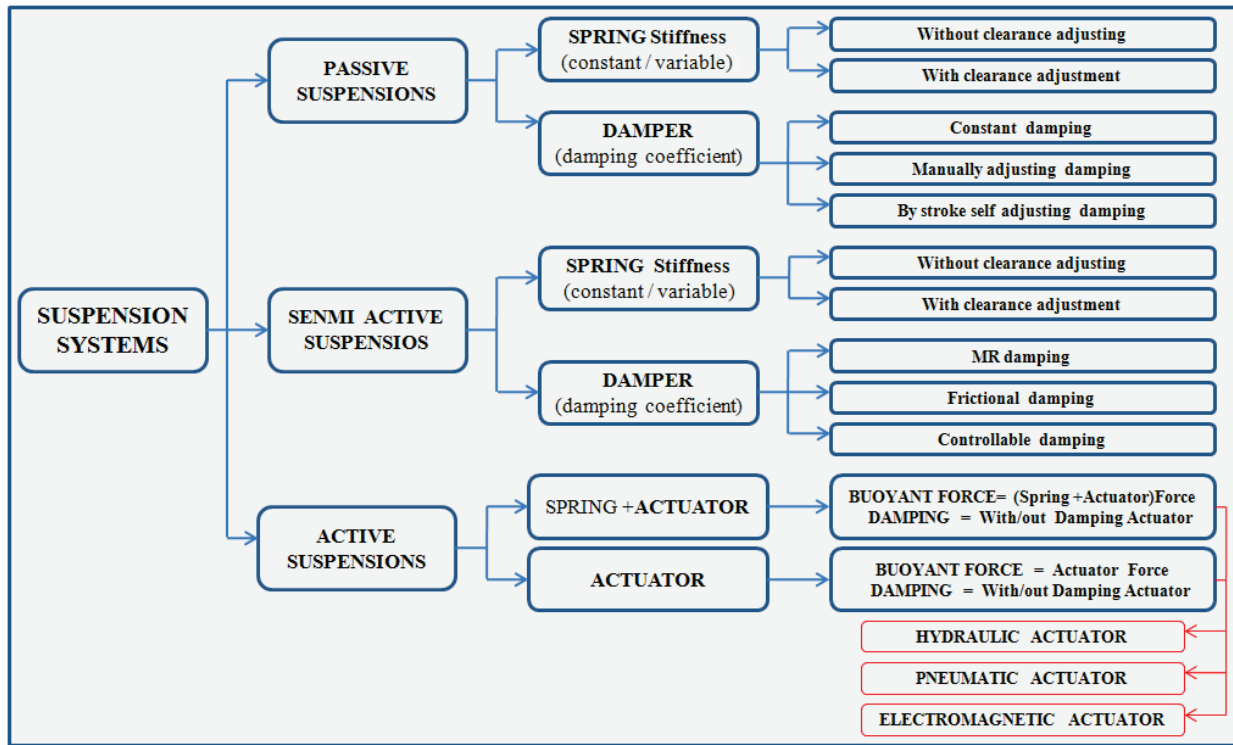 SUSPENSION
SYSTEMS
PASSIVE
SUSPENSIONS
SPRING Stiffness
(constant / variable)
Without clearance adjusting
With clearance adjustment
DAMPER
(damping coefficient)
Constant damping
Manually adjusting damping
By stroke self adjusting damping
SENMI ACTIVE
SUSPENSIOS
SPRING Stiffness
(constant / variable)
Without clearance adjusting
With clearance adjustment
DAMPER
(damping coefficient)
MR damping
Frictional damping
Controllable damping
ACTIVE
SUSPENSIONS
SPRING +ACTUATOR
BUOYANT FORCE= (Spring +Actuator)Force
DAMPING = With/out Damping Actuator
ACTUATOR
BUOYANT FORCE = Actuator Force
DAMPING = With/out Damping Actuator
HYDRAULIC ACTUATOR
PNEUMATIC ACTUATOR
ELECTROMAGNETIC ACTUATOR